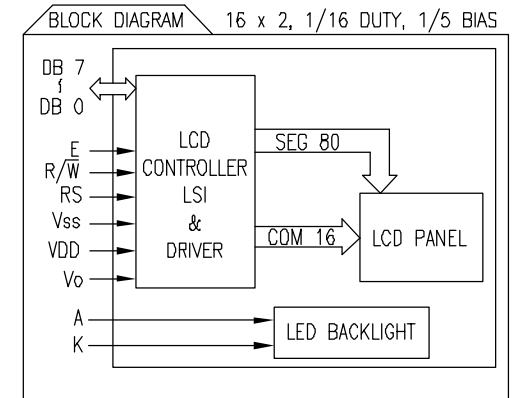 BLOCK DIAGRAM 16 x 2, 1/16 DUTY, 1/5 BIAS
DB 7
∫
DB 0
E
R/W̅
RS
Vss
VDD
Vo
A
K
LCD
CONTROLLER
LSI
&
DRIVER
SEG 80
COM 16
LCD PANEL
LED BACKLIGHT